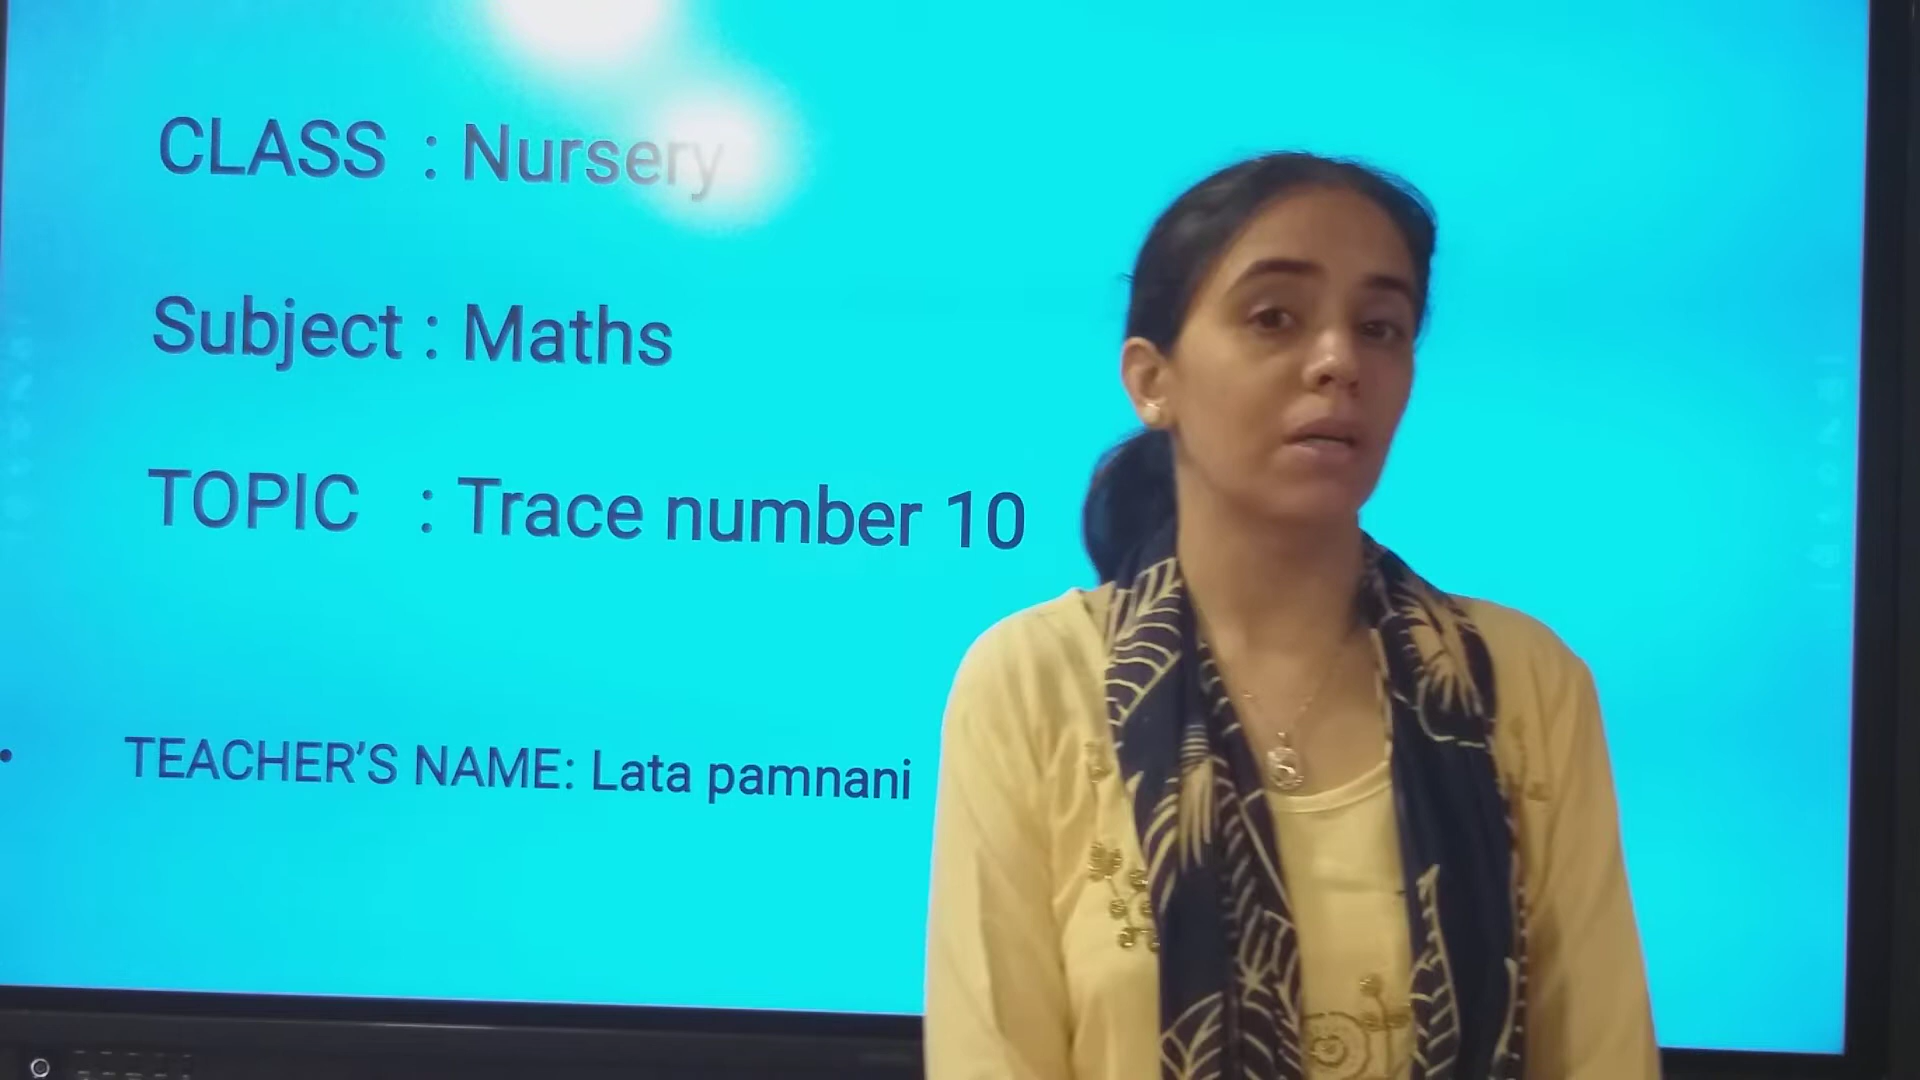 CLASS : Nursery
Subject : Maths
TOPIC : Trace number 10
TEACHER’S NAME: Lata pamnani